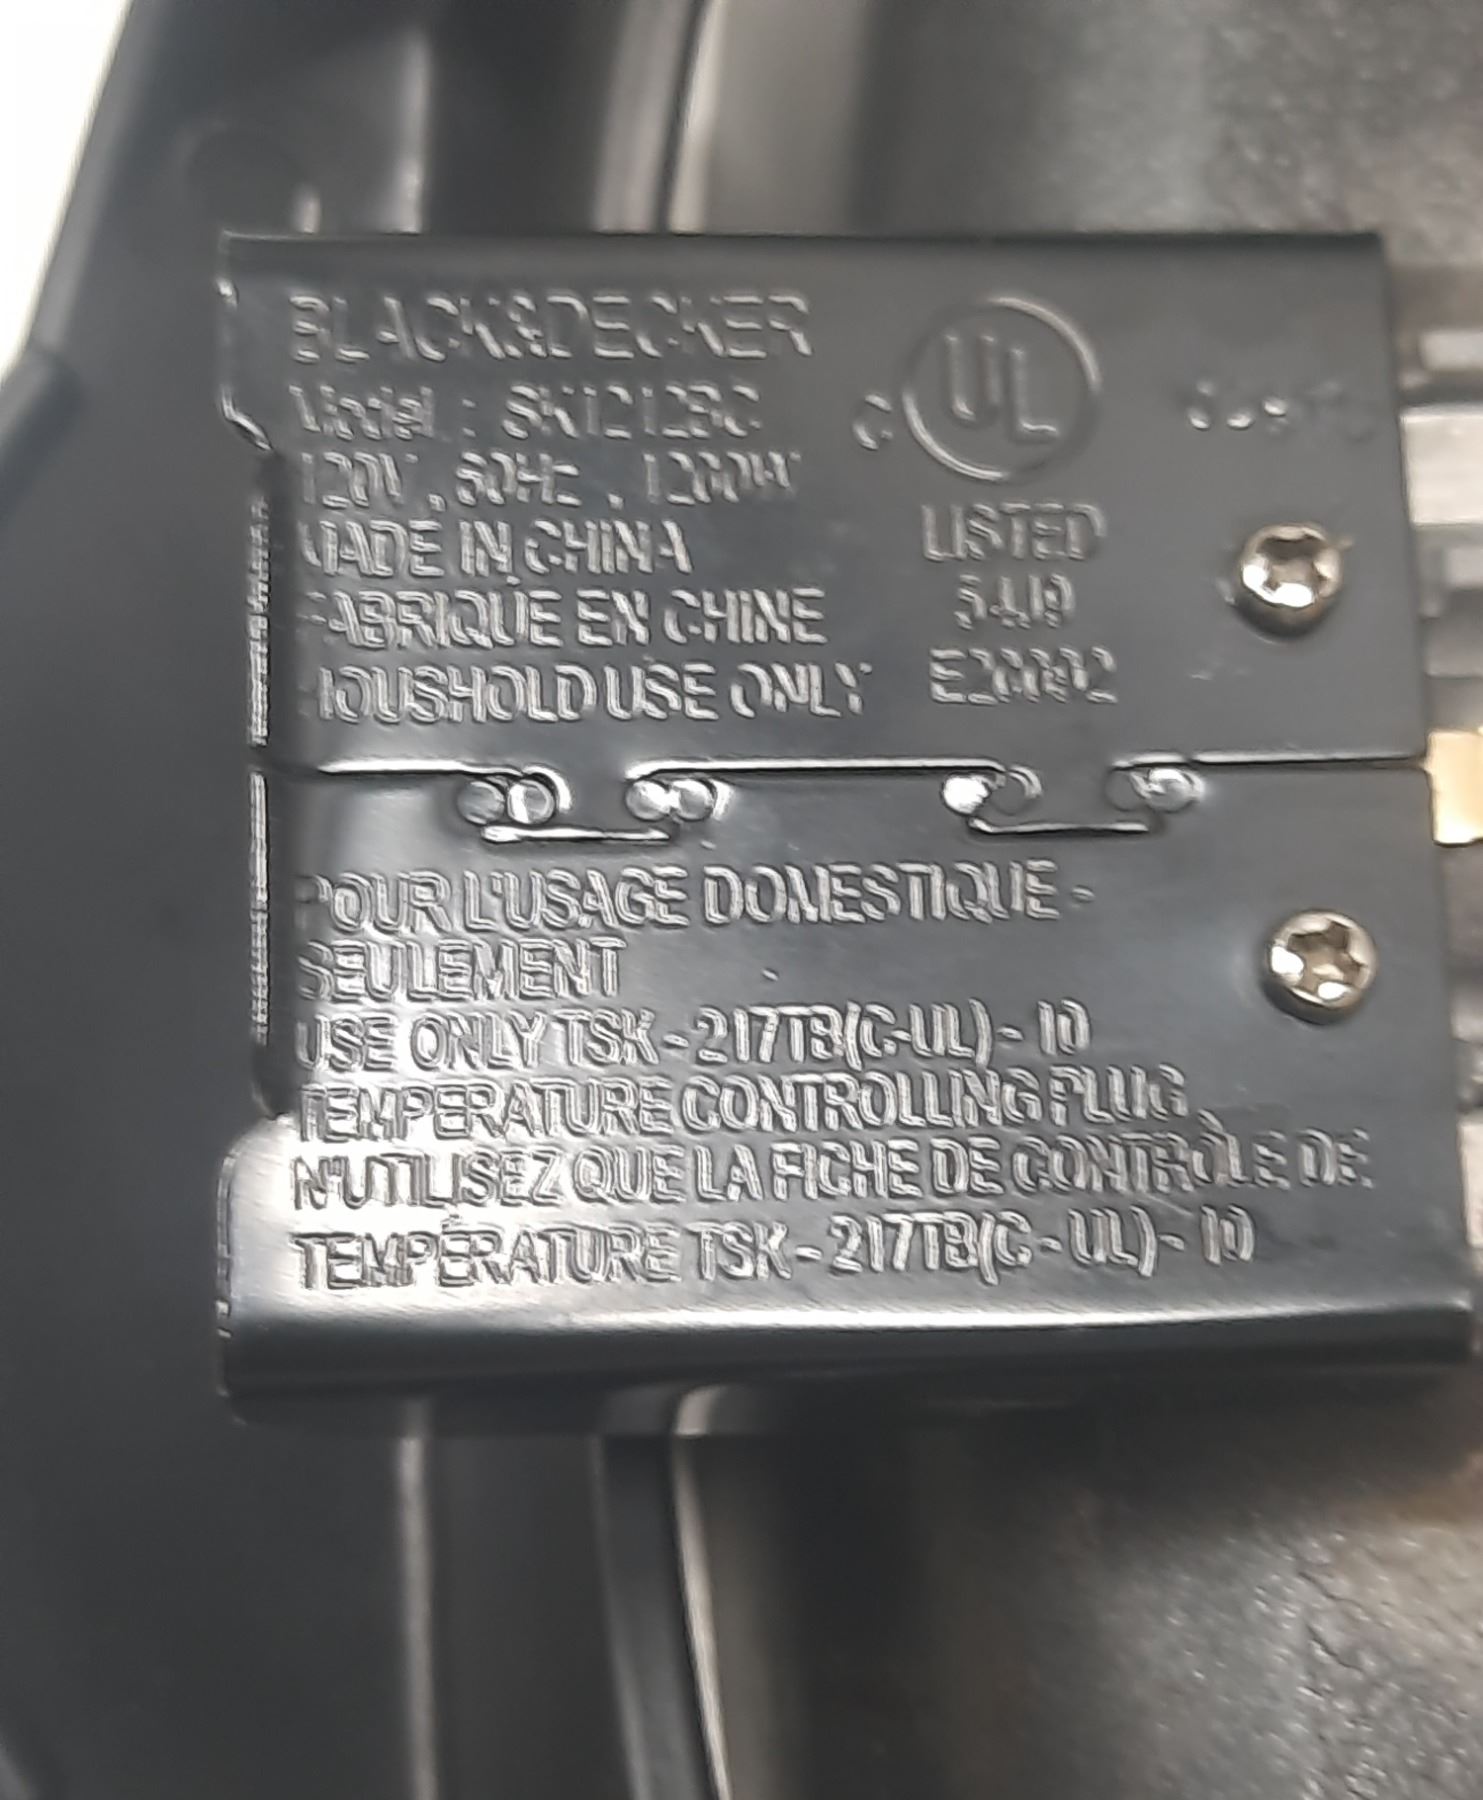 BLACK&DECKER
Model : SK1212BC
120V , 60Hz , 1200W
MADE IN CHINA
FABRIQUE EN CHINE
HOUSHOLD USE ONLY
C UL US
LISTED
POUR L'USAGE DOMESTIQUE -
SEULEMENT
USE ONLY TSK - 217TB(C-UL) - 10
TEMPERATURE CONTROLLING PLUG
N'UTILISEZ QUE LA FICHE DE CONTRÔLE DE
TEMPÉRATURE TSK - 217TB(C - UL) - 10